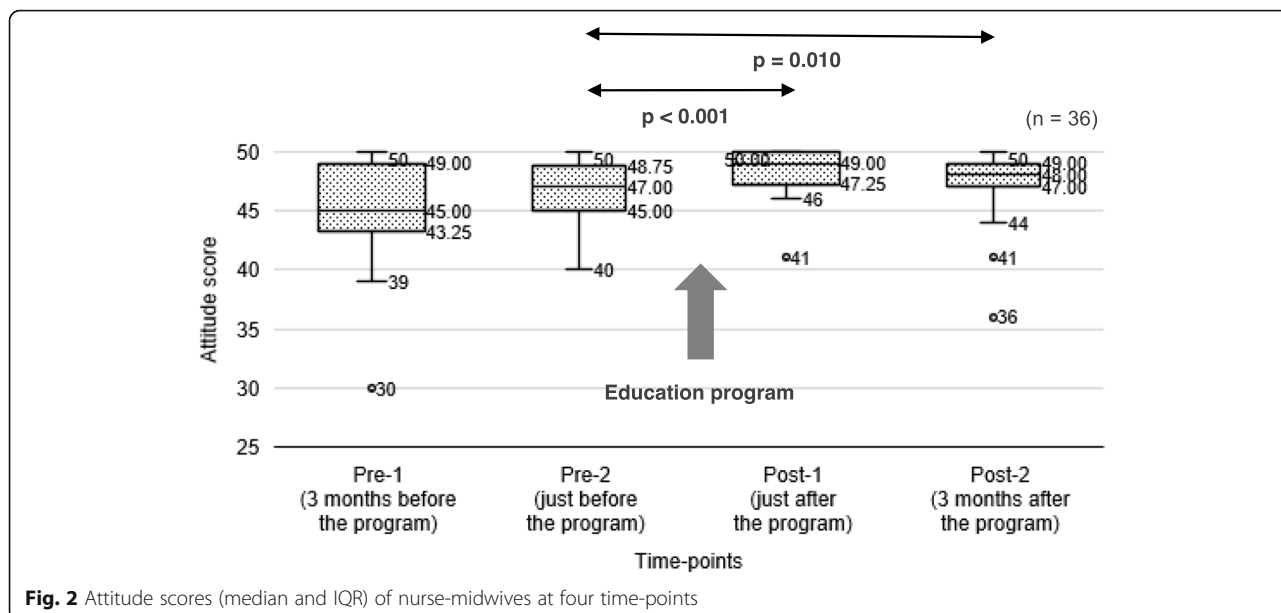 p = 0.010
p < 0.001
(n = 36)
Attitude score
50
45
40
35
30
25
50
49.00
45.00
43.25
39
30
50
48.75
47.00
45.00
40
50.00
49.00
47.25
46
41
50
49.00
48.00
47.00
44
41
36
Education program
Pre-1
(3 months before
the program)
Pre-2
(just before
the program)
Post-1
(just after
the program)
Post-2
(3 months after
the program)
Time-points
Fig. 2 Attitude scores (median and IQR) of nurse-midwives at four time-points